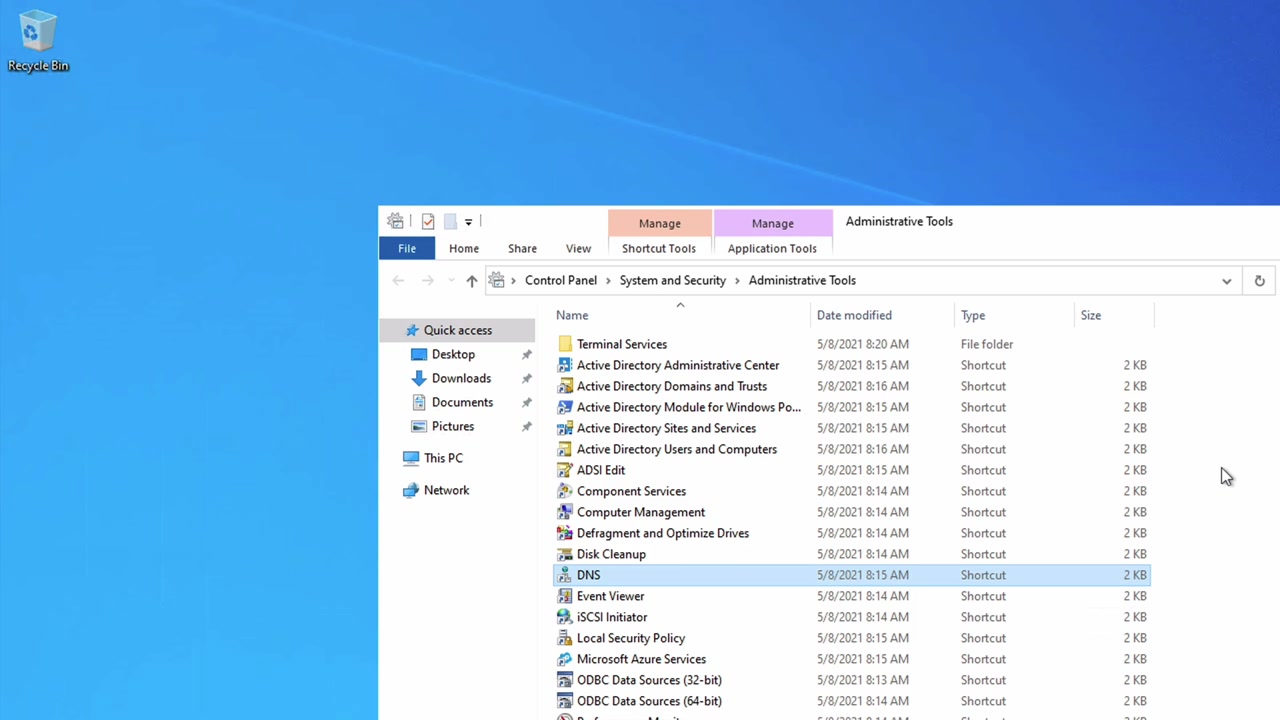 Recycle Bin
Manage
Manage
Administrative Tools
File
Home
Share
View
Shortcut Tools
Application Tools
Control Panel
System and Security
Administrative Tools
Name
Date modified
Type
Size
Quick access
Desktop
Downloads
Documents
Pictures
This PC
Network
Terminal Services 5/8/2021 8:20 AM File folder
Active Directory Administrative Center 5/8/2021 8:15 AM Shortcut 2 KB
Active Directory Domains and Trusts 5/8/2021 8:16 AM Shortcut 2 KB
Active Directory Module for Windows Po... 5/8/2021 8:15 AM Shortcut 2 KB
Active Directory Sites and Services 5/8/2021 8:15 AM Shortcut 2 KB
Active Directory Users and Computers 5/8/2021 8:16 AM Shortcut 2 KB
ADSI Edit 5/8/2021 8:15 AM Shortcut 2 KB
Component Services 5/8/2021 8:14 AM Shortcut 2 KB
Computer Management 5/8/2021 8:14 AM Shortcut 2 KB
Defragment and Optimize Drives 5/8/2021 8:14 AM Shortcut 2 KB
Disk Cleanup 5/8/2021 8:14 AM Shortcut 2 KB
DNS 5/8/2021 8:15 AM Shortcut 2 KB
Event Viewer 5/8/2021 8:14 AM Shortcut 2 KB
iSCSI Initiator 5/8/2021 8:14 AM Shortcut 2 KB
Local Security Policy 5/8/2021 8:15 AM Shortcut 2 KB
Microsoft Azure Services 5/8/2021 8:15 AM Shortcut 2 KB
ODBC Data Sources (32-bit) 5/8/2021 8:13 AM Shortcut 2 KB
ODBC Data Sources (64-bit) 5/8/2021 8:14 AM Shortcut 2 KB